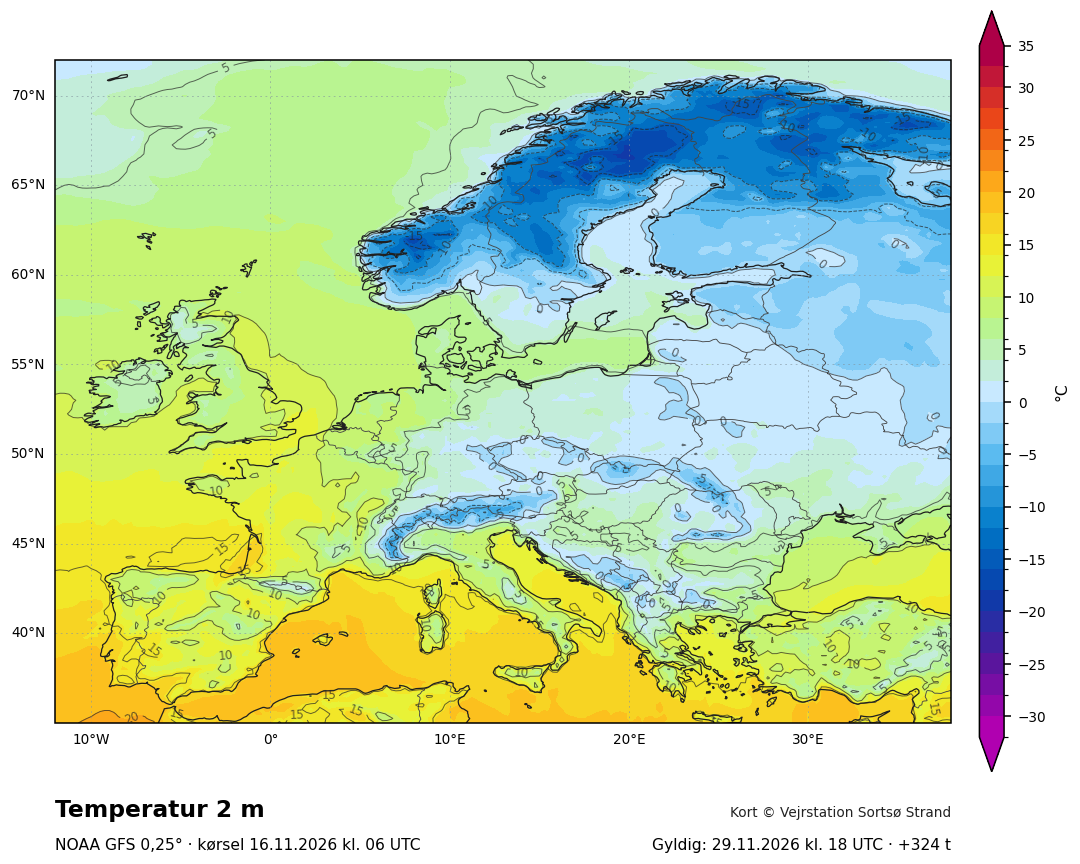 70°N
65°N
60°N
55°N
50°N
45°N
40°N
10°W
0°
10°E
20°E
30°E
35
30
25
20
15
10
5
0
−5
−10
−15
−20
−25
−30
°C
Temperatur 2 m
Kort © Vejrstation Sortsø Strand
NOAA GFS 0,25° · kørsel 16.11.2026 kl. 06 UTC
Gyldig: 29.11.2026 kl. 18 UTC · +324 t